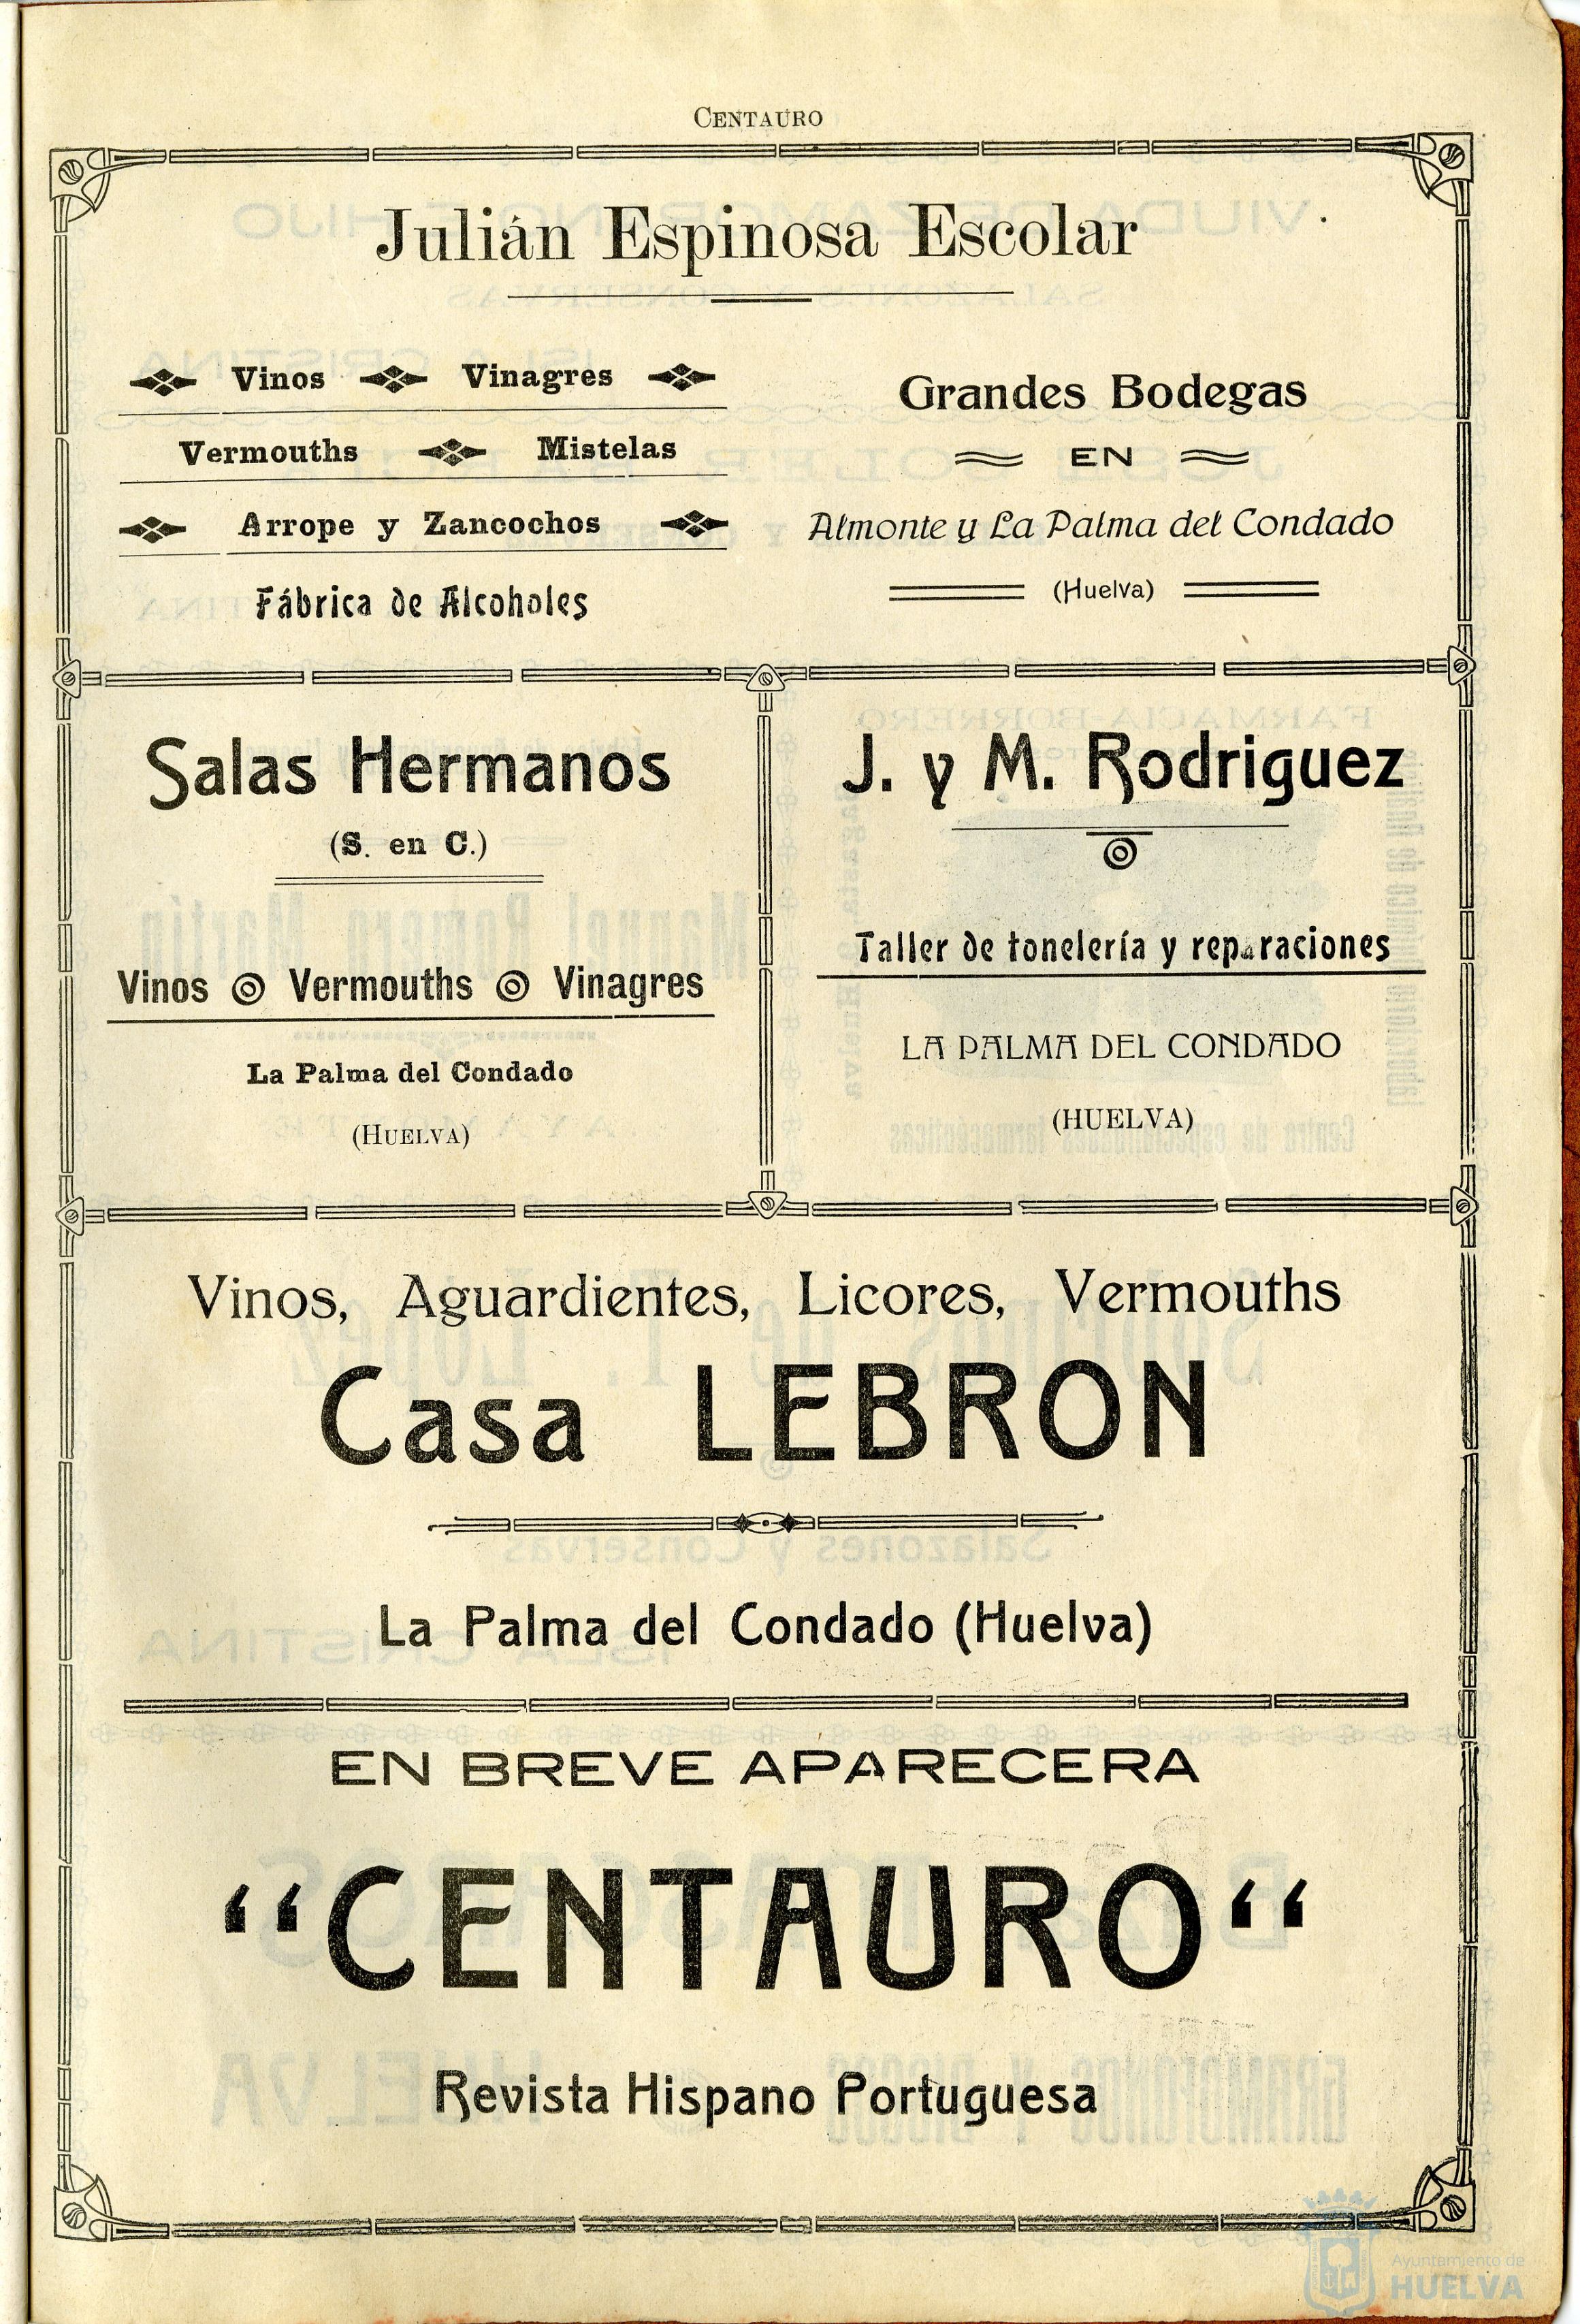 Centauro
Julián Espinosa Escolar
Vinos Vinagres
Vermouths Mistelas
Arrope y Zancochos
Fábrica de Alcoholes
Grandes Bodegas
EN
Almonte y La Palma del Condado
(Huelva)
Salas Hermanos
(S. en C.)
Vinos Vermouths Vinagres
La Palma del Condado
(Huelva)
J. y M. Rodriguez
Taller de tonelería y reparaciones
LA PALMA DEL CONDADO
(HUELVA)
Vinos, Aguardientes, Licores, Vermouths
Casa LEBRON
La Palma del Condado (Huelva)
EN BREVE APARECERA
“CENTAURO“
Revista Hispano Portuguesa
Ayuntamiento de
HUELVA